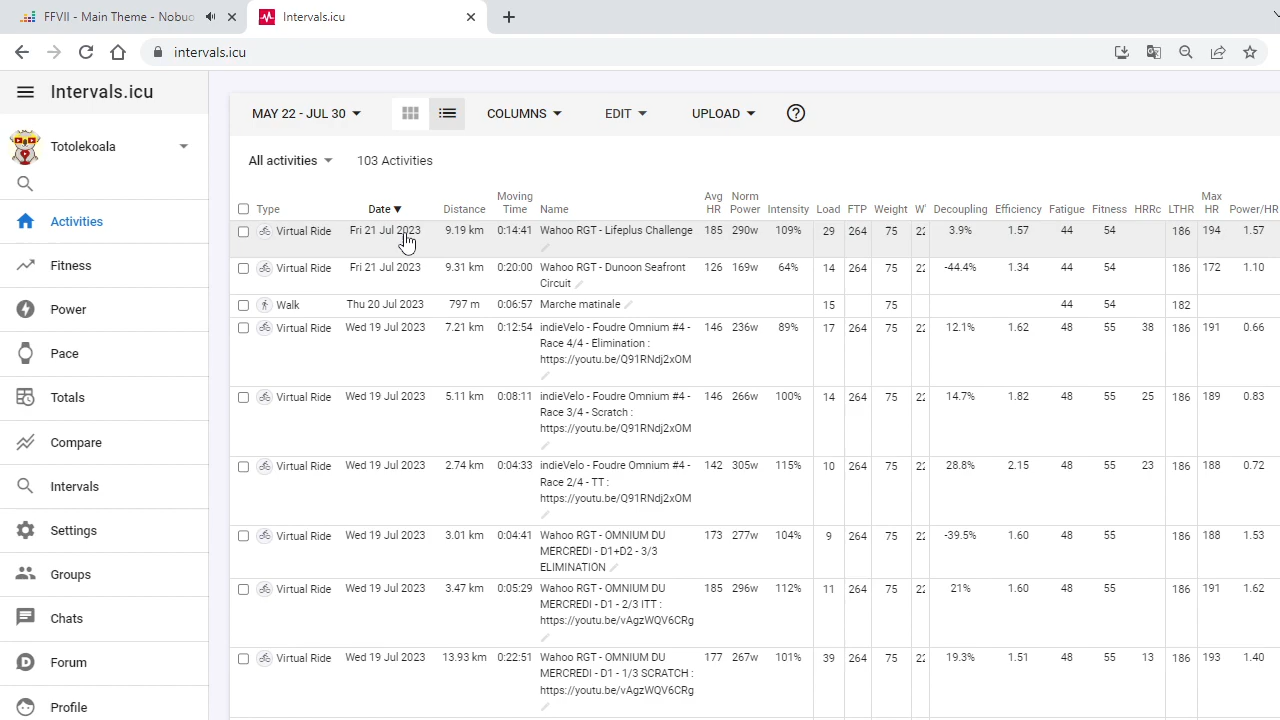 FFVII - Main Theme - Nobuo
Intervals.icu
intervals.icu
Intervals.icu
Totolekoala
Activities
Fitness
Power
Pace
Totals
Compare
Intervals
Settings
Groups
Chats
Forum
Profile
MAY 22 - JUL 30 COLUMNS EDIT UPLOAD ?
All activities 103 Activities
Type Date▼ Distance Moving Time Name Avg HR Norm Power Intensity Load FTP Weight W' Decoupling Efficiency Fatigue Fitness HRRc LTHR Max HR Power/HR
Virtual Ride Fri 21 Jul 2023 9.19 km 0:14:41 Wahoo RGT - Lifeplus Challenge 185 290w 109% 29 264 75 22 3.9% 1.57 44 54 186 194 1.57
Virtual Ride Fri 21 Jul 2023 9.31 km 0:20:00 Wahoo RGT - Dunoon Seafront 126 169w 64% 14 264 75 22 -44.4% 1.34 44 54 186 172 1.10
Circuit
Walk Thu 20 Jul 2023 797 m 0:06:57 Marche matinale 15 75 44 54 182
Virtual Ride Wed 19 Jul 2023 7.21 km 0:12:54 indieVelo - Foudre Omnium #4 - 146 236w 89% 17 264 75 22 12.1% 1.62 48 55 38 186 191 0.66
Race 4/4 - Elimination :
https://youtu.be/Q91RNdj2xOM
Virtual Ride Wed 19 Jul 2023 5.11 km 0:08:11 indieVelo - Foudre Omnium #4 - 146 266w 100% 14 264 75 22 14.7% 1.82 48 55 25 186 189 0.83
Race 3/4 - Scratch :
https://youtu.be/Q91RNdj2xOM
Virtual Ride Wed 19 Jul 2023 2.74 km 0:04:33 indieVelo - Foudre Omnium #4 - 142 305w 115% 10 264 75 22 28.8% 2.15 48 55 23 186 188 0.72
Race 2/4 - TT :
https://youtu.be/Q91RNdj2xOM
Virtual Ride Wed 19 Jul 2023 3.01 km 0:04:41 Wahoo RGT - OMNIUM DU 173 277w 104% 9 264 75 22 -39.5% 1.60 48 55 186 188 1.53
MERCREDI - D1+D2 - 3/3
ELIMINATION
Virtual Ride Wed 19 Jul 2023 3.47 km 0:05:29 Wahoo RGT - OMNIUM DU 185 296w 112% 11 264 75 22 21% 1.60 48 55 186 191 1.62
MERCREDI - D1 - 2/3 ITT :
https://youtu.be/vAgzWQV6CRg
Virtual Ride Wed 19 Jul 2023 13.93 km 0:22:51 Wahoo RGT - OMNIUM DU 177 267w 101% 39 264 75 22 19.3% 1.51 48 55 13 186 193 1.40
MERCREDI - D1 - 1/3 SCRATCH :
https://youtu.be/vAgzWQV6CRg